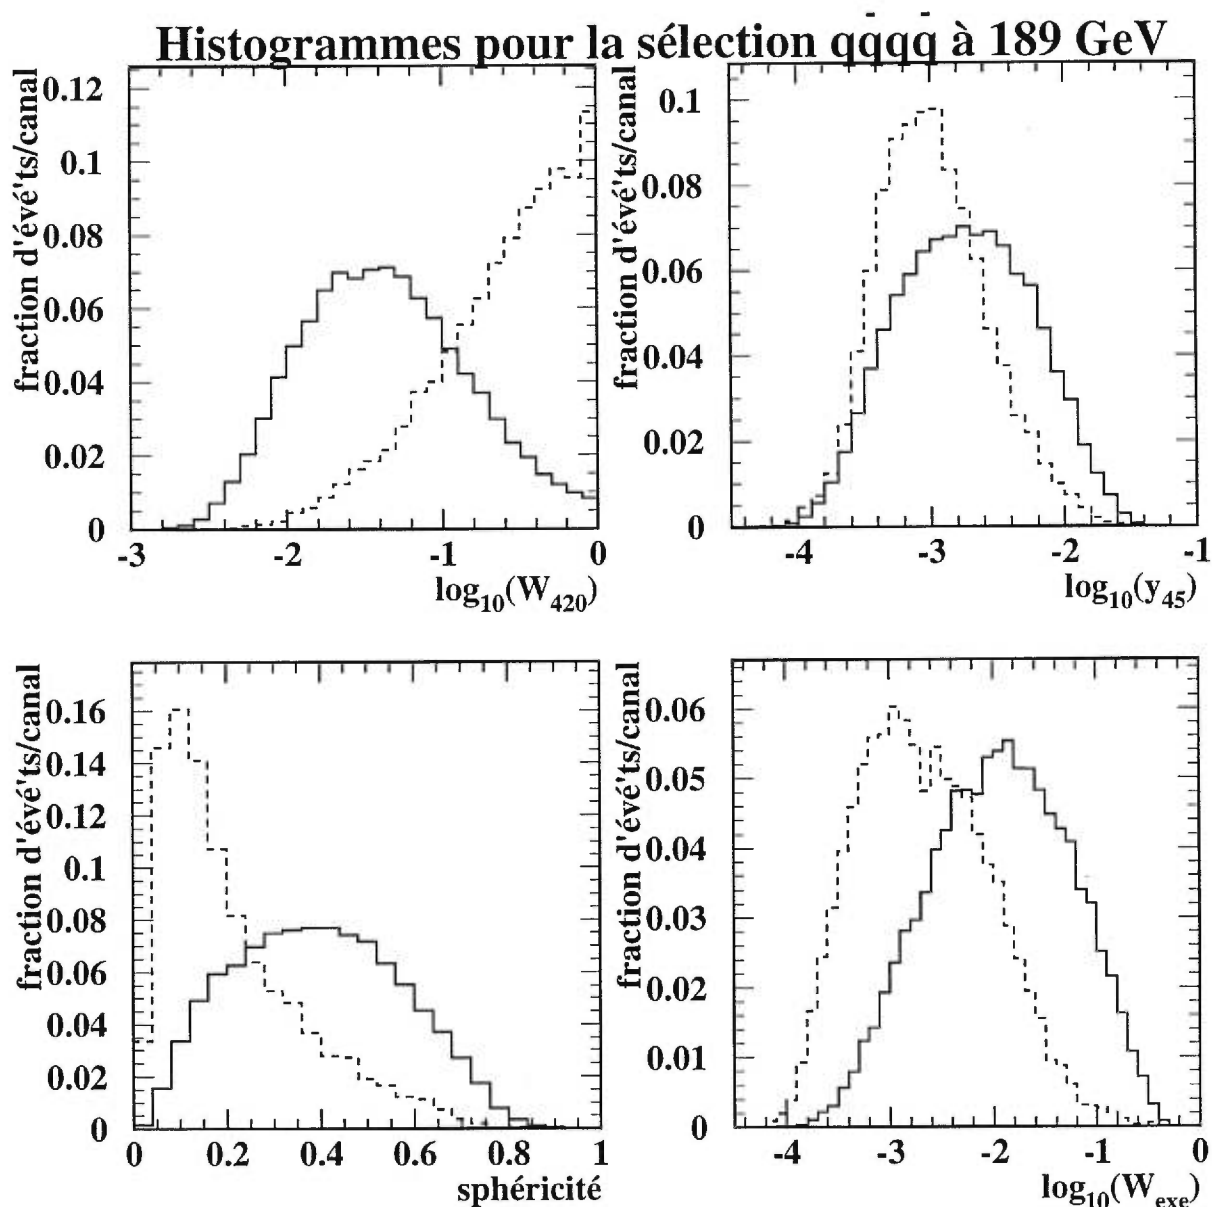 Histogrammes pour la sélection qq̄qq̄ à 189 GeV
fraction d'évé'ts/canal
0.12
0.1
0.08
0.06
0.04
0.02
0
-3 -2 -1 0
log10(W420)
fraction d'évé'ts/canal
0.1
0.08
0.06
0.04
0.02
0
-4 -3 -2 -1
log10(y45)
fraction d'évé'ts/canal
0.16
0.14
0.12
0.1
0.08
0.06
0.04
0.02
0
0 0.2 0.4 0.6 0.8 1
sphéricité
fraction d'évé'ts/canal
0.06
0.05
0.04
0.03
0.02
0.01
0
-4 -3 -2 -1 0
log10(Wexe)